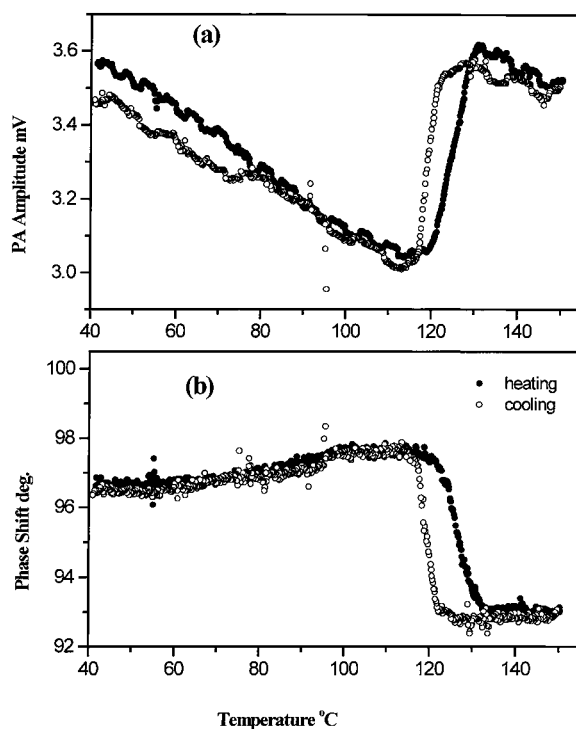 (a)
3.6
3.4
3.2
3.0
PA Amplitude mV
40 60 80 100 120 140
(b)
heating
cooling
100
98
96
93
92
Phase Shift deg.
40 60 80 100 120 140
Temperature °C